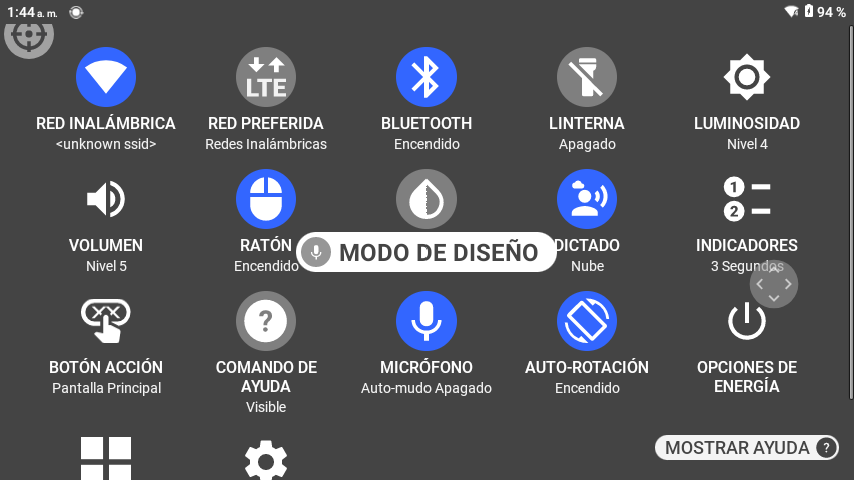 1:44 a. m.
94 %
LTE
RED INALÁMBRICA
<unknown ssid>
RED PREFERIDA
Redes Inalámbricas
BLUETOOTH
Encendido
LINTERNA
Apagado
LUMINOSIDAD
Nivel 4
VOLUMEN
Nivel 5
RATÓN
Encendido
MODO DE DISEÑO
DICTADO
Nube
1
2
INDICADORES
3 Segundos
BOTÓN ACCIÓN
Pantalla Principal
?
COMANDO DE
AYUDA
Visible
MICRÓFONO
Auto-mudo Apagado
AUTO-ROTACIÓN
Encendido
OPCIONES DE
ENERGÍA
MOSTRAR AYUDA ?